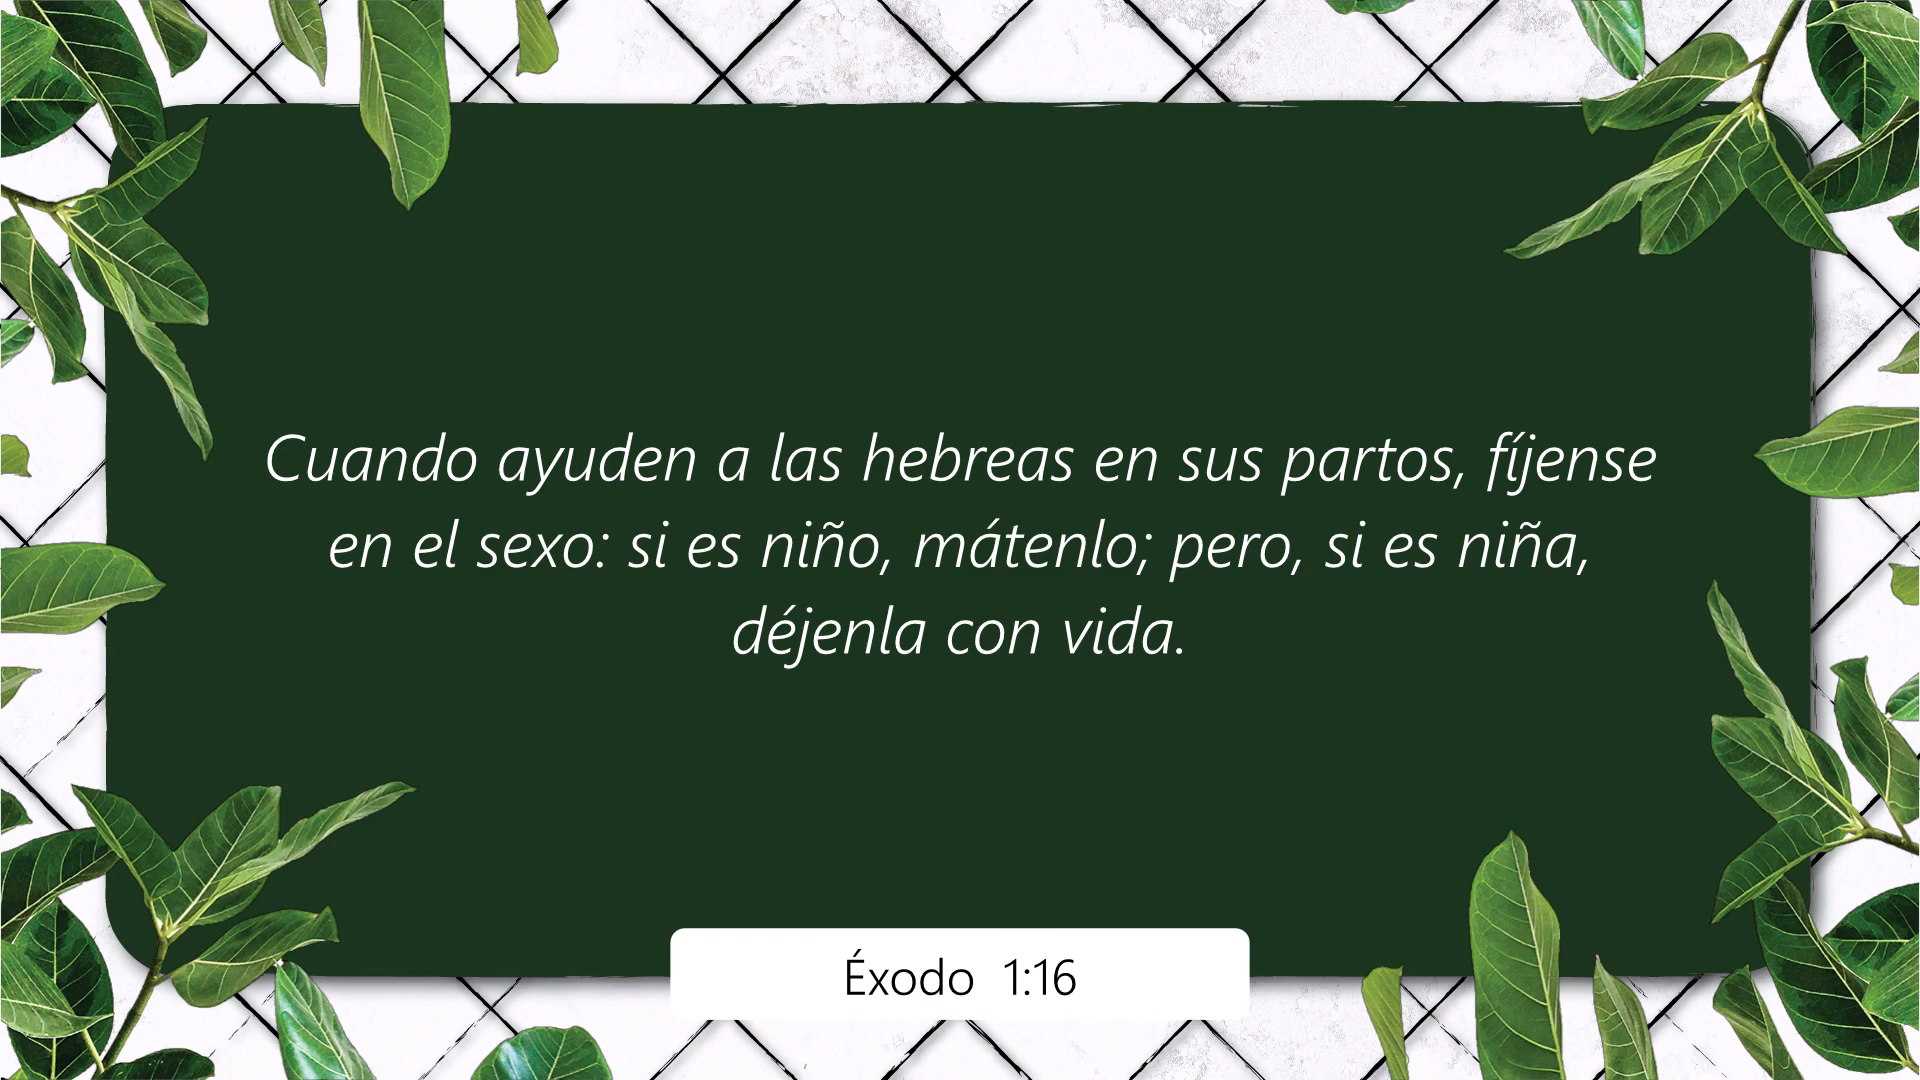 Cuando ayuden a las hebreas en sus partos, fíjense
en el sexo: si es niño, mátenlo; pero, si es niña,
déjenla con vida.
Éxodo 1:16